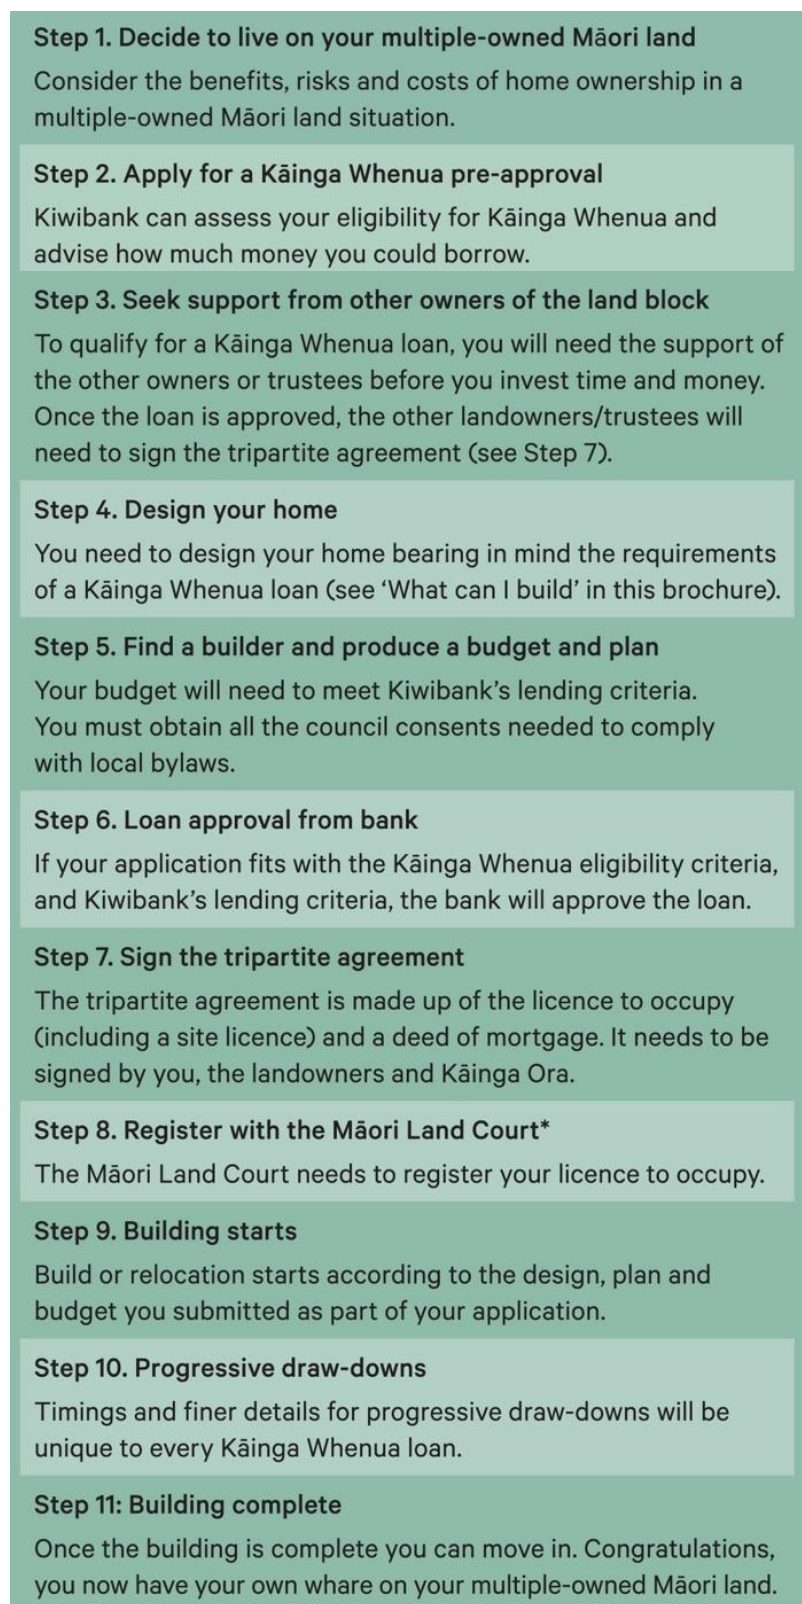 Step 1. Decide to live on your multiple-owned Māori land
Consider the benefits, risks and costs of home ownership in a
multiple-owned Māori land situation.
Step 2. Apply for a Kāinga Whenua pre-approval
Kiwibank can assess your eligibility for Kāinga Whenua and
advise how much money you could borrow.
Step 3. Seek support from other owners of the land block
To qualify for a Kāinga Whenua loan, you will need the support of
the other owners or trustees before you invest time and money.
Once the loan is approved, the other landowners/trustees will
need to sign the tripartite agreement (see Step 7).
Step 4. Design your home
You need to design your home bearing in mind the requirements
of a Kāinga Whenua loan (see ‘What can I build’ in this brochure).
Step 5. Find a builder and produce a budget and plan
Your budget will need to meet Kiwibank’s lending criteria.
You must obtain all the council consents needed to comply
with local bylaws.
Step 6. Loan approval from bank
If your application fits with the Kāinga Whenua eligibility criteria,
and Kiwibank’s lending criteria, the bank will approve the loan.
Step 7. Sign the tripartite agreement
The tripartite agreement is made up of the licence to occupy
(including a site licence) and a deed of mortgage. It needs to be
signed by you, the landowners and Kāinga Ora.
Step 8. Register with the Māori Land Court*
The Māori Land Court needs to register your licence to occupy.
Step 9. Building starts
Build or relocation starts according to the design, plan and
budget you submitted as part of your application.
Step 10. Progressive draw-downs
Timings and finer details for progressive draw-downs will be
unique to every Kāinga Whenua loan.
Step 11: Building complete
Once the building is complete you can move in. Congratulations,
you now have your own whare on your multiple-owned Māori land.